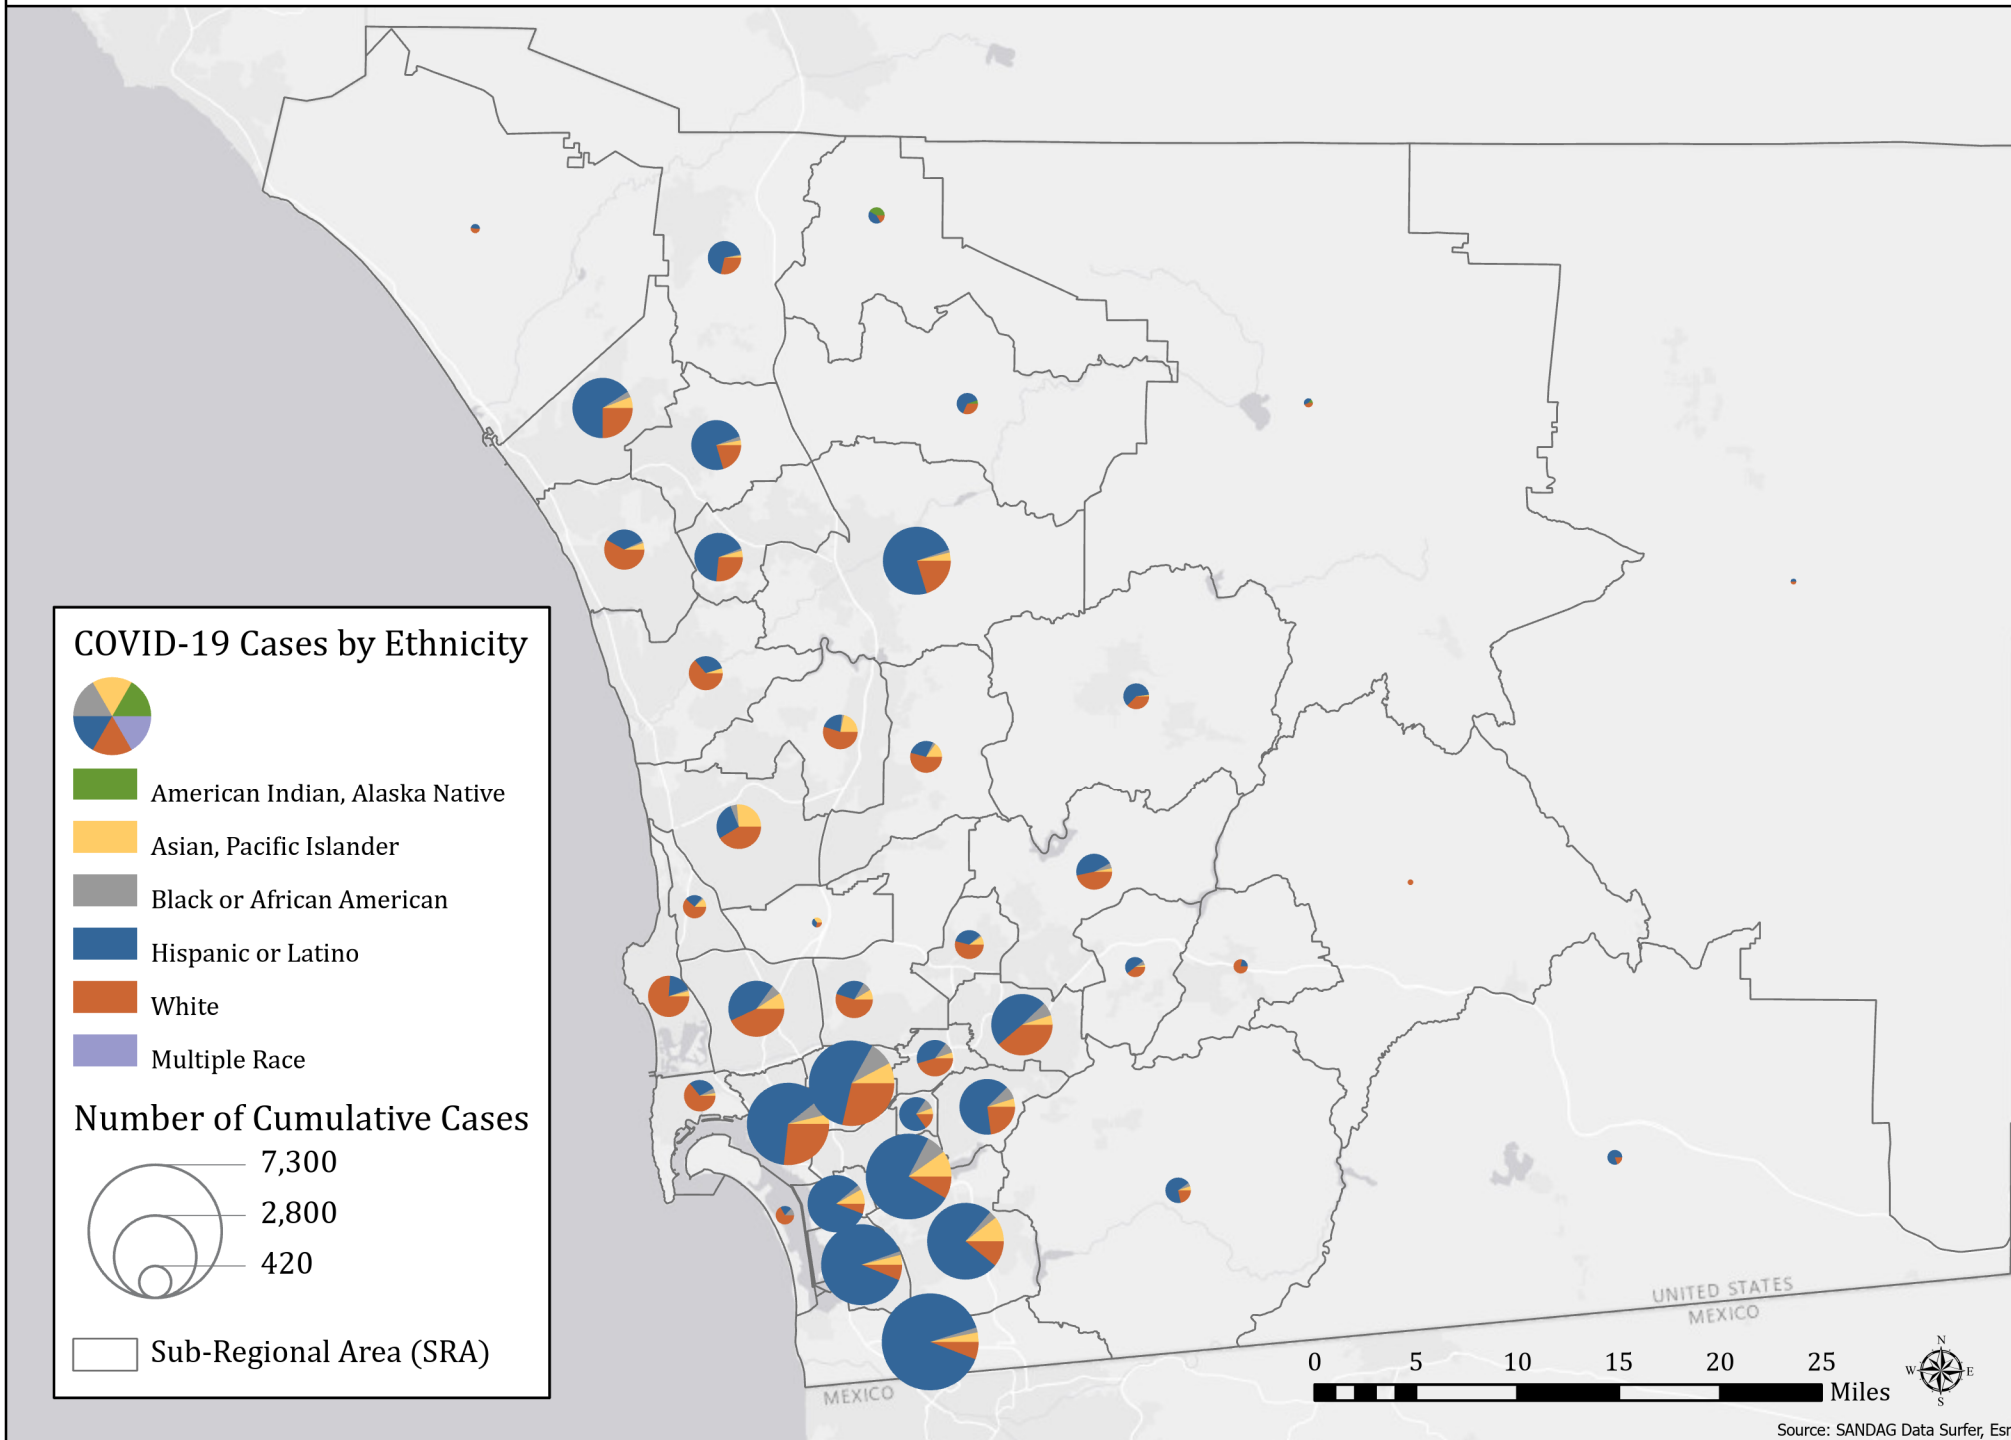 COVID-19 Cases by Ethnicity
American Indian, Alaska Native
Asian, Pacific Islander
Black or African American
Hispanic or Latino
White
Multiple Race
Number of Cumulative Cases
7,300
2,800
420
Sub-Regional Area (SRA)
UNITED STATES
MEXICO
MEXICO
0 5 10 15 20 25
Miles
N
W E
S
Source: SANDAG Data Surfer, Esr